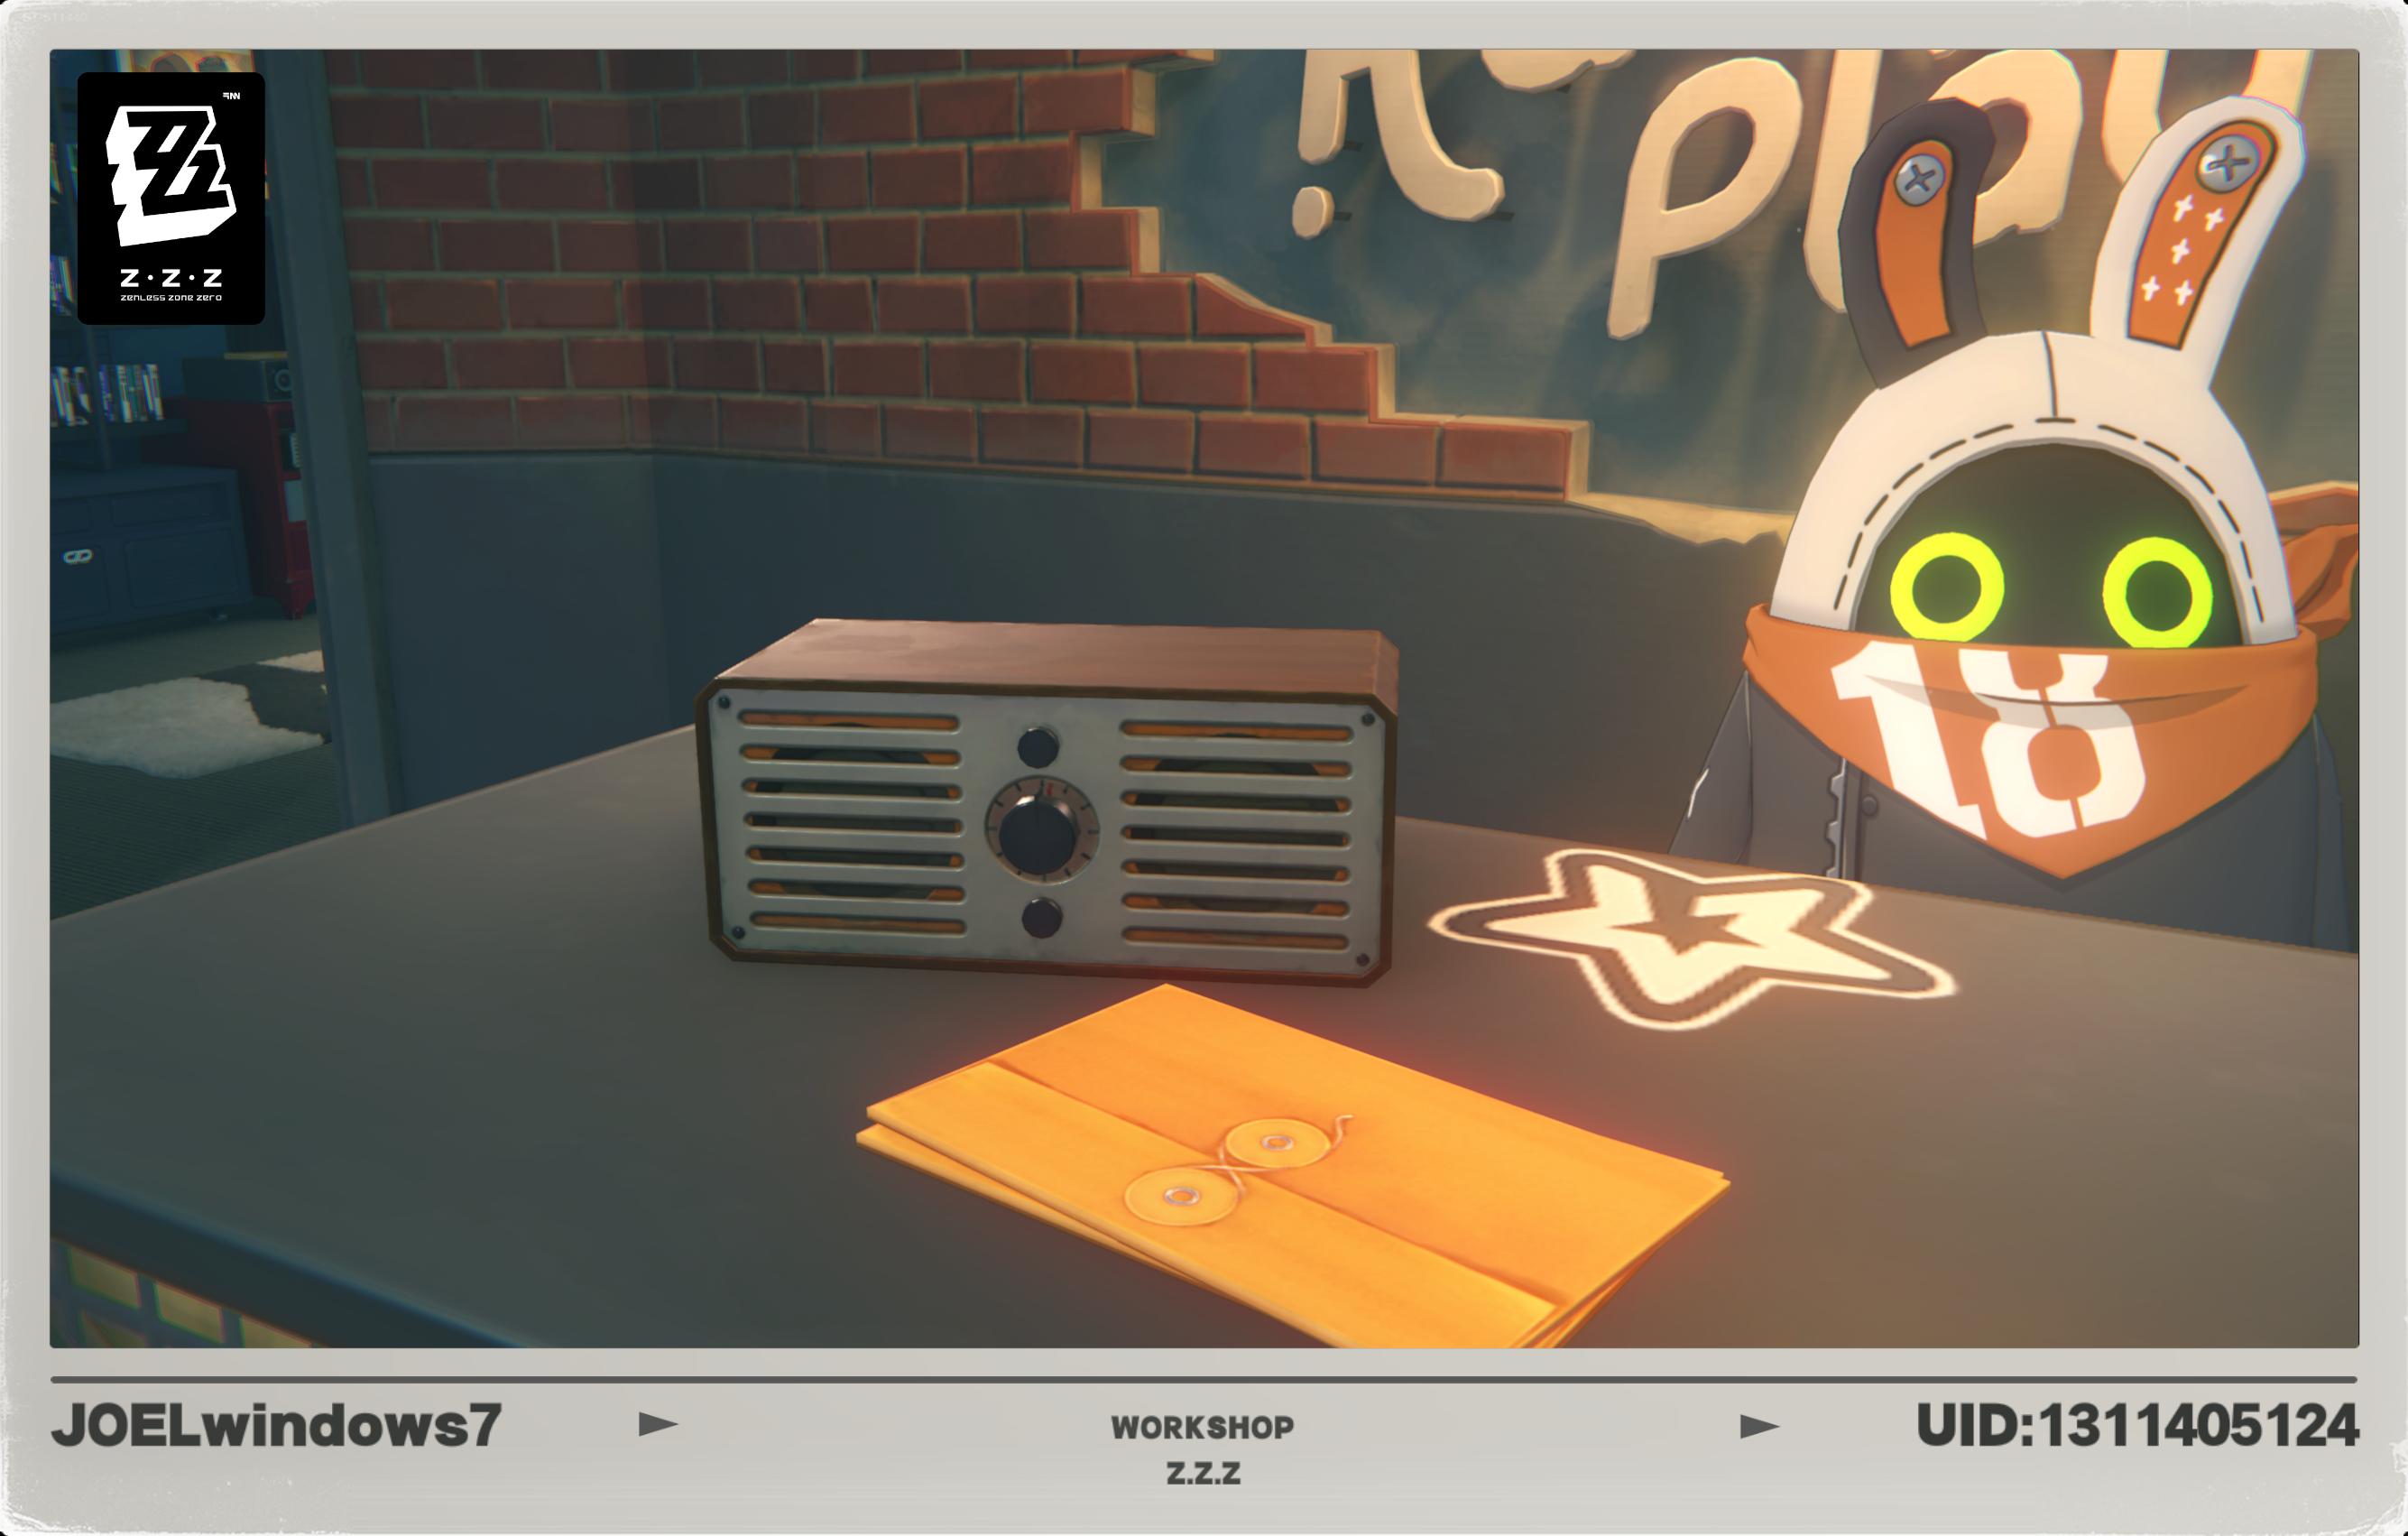 Z·Z·Z
ZENLESS ZONE ZERO
play
18
JOELwindows7
WORKSHOP
UID:1311405124
Z.Z.Z